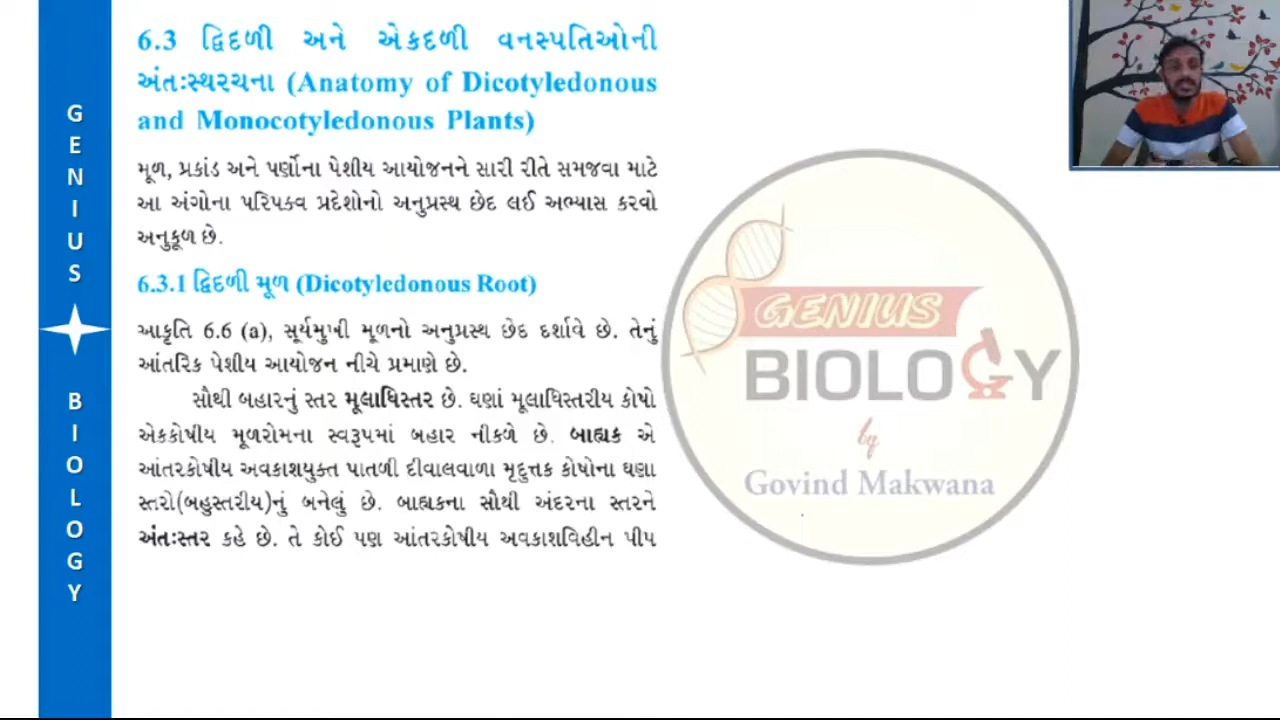 GENIUS
BIOLOGY
6.3 દ્વિદળી અને એકદળી વનસ્પતિઓની
અંતઃસ્થરચના (Anatomy of Dicotyledonous
and Monocotyledonous Plants)
મૂળ, પ્રકાંડ અને પર્ણોના પેશીય આયોજનને સારી રીતે સમજવા માટે
આ અંગોના પરિપક્વ પ્રદેશોનો અનુપ્રસ્થ છેદ લઈ અભ્યાસ કરવો
અનુકૂળ છે.
6.3.1 દ્વિદળી મૂળ (Dicotyledonous Root)
આકૃતિ 6.6 (a), સૂર્યમુખી મૂળનો અનુપ્રસ્થ છેદ દર્શાવે છે. તેનું
આંતરિક પેશીય આયોજન નીચે પ્રમાણે છે.
સૌથી બહારનું સ્તર મૂલાધિસ્તર છે. ઘણાં મૂલાધિસ્તરીય કોષો
એકકોષીય મૂળરોમના સ્વરૂપમાં બહાર નીકળે છે. બાહ્યક એ
આંતરકોષીય અવકાશયુક્ત પાતળી દીવાલવાળા મૃદુત્તક કોષોના ઘણા
સ્તરો(બહુસ્તરીય)નું બનેલું છે. બાહ્યકના સૌથી અંદરના સ્તરને
અંતઃસ્તર કહે છે. તે કોઈ પણ આંતરકોષીય અવકાશવિહીન પીપ
GENIUS
BIOLOGY
by
Govind Makwana